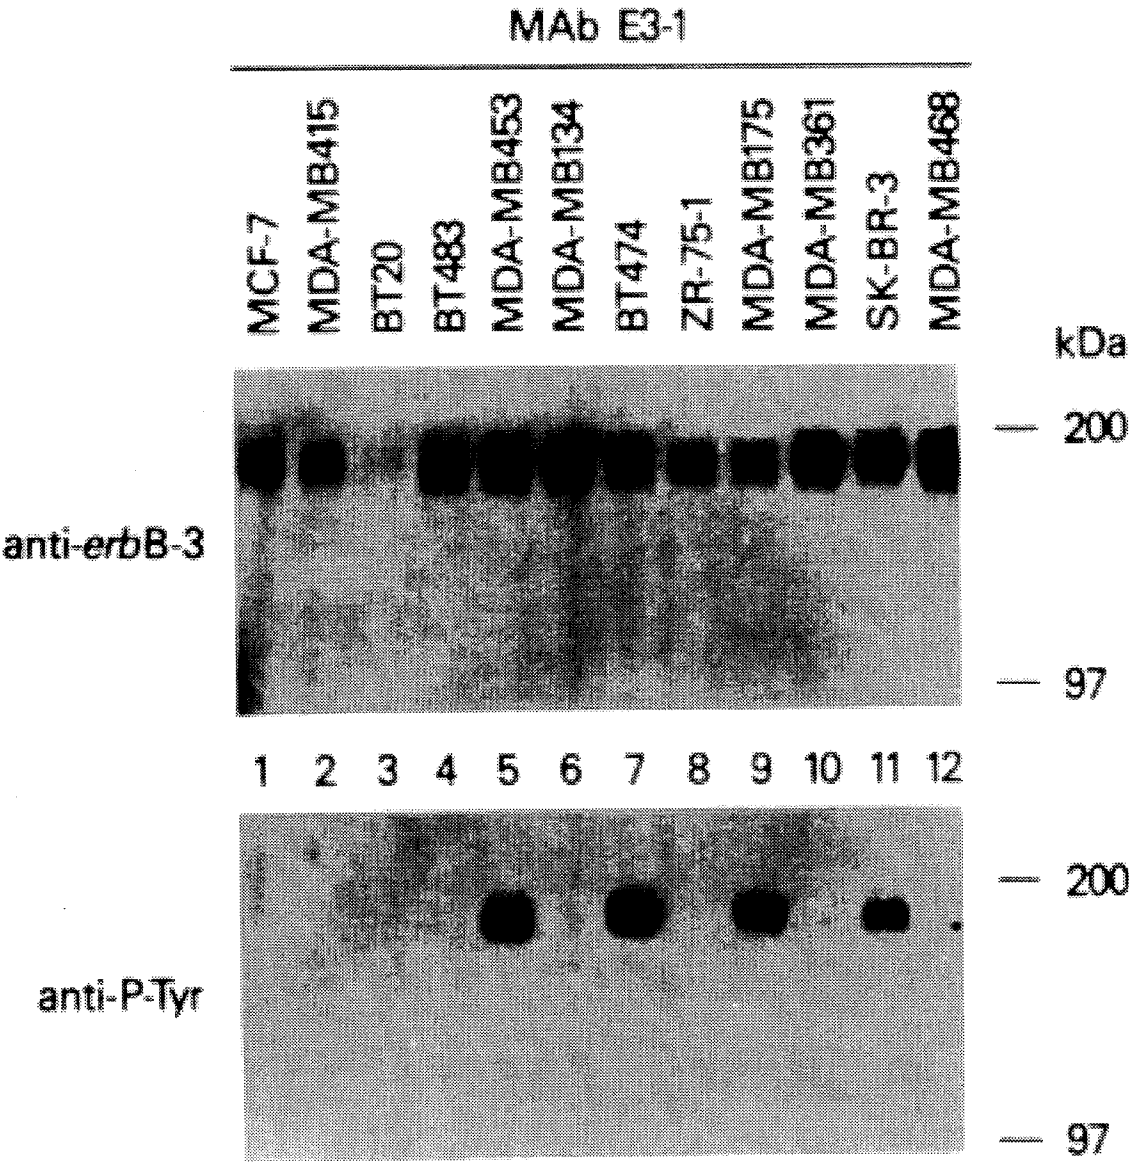 MAb E3-1
MCF-7
MDA-MB415
BT20
BT483
MDA-MB453
MDA-MB134
BT474
ZR-75-1
MDA-MB175
MDA-MB361
SK-BR-3
MDA-MB468
kDa
200
anti-erbB-3
97
1 2 3 4 5 6 7 8 9 10 11 12
200
anti-P-Tyr
97